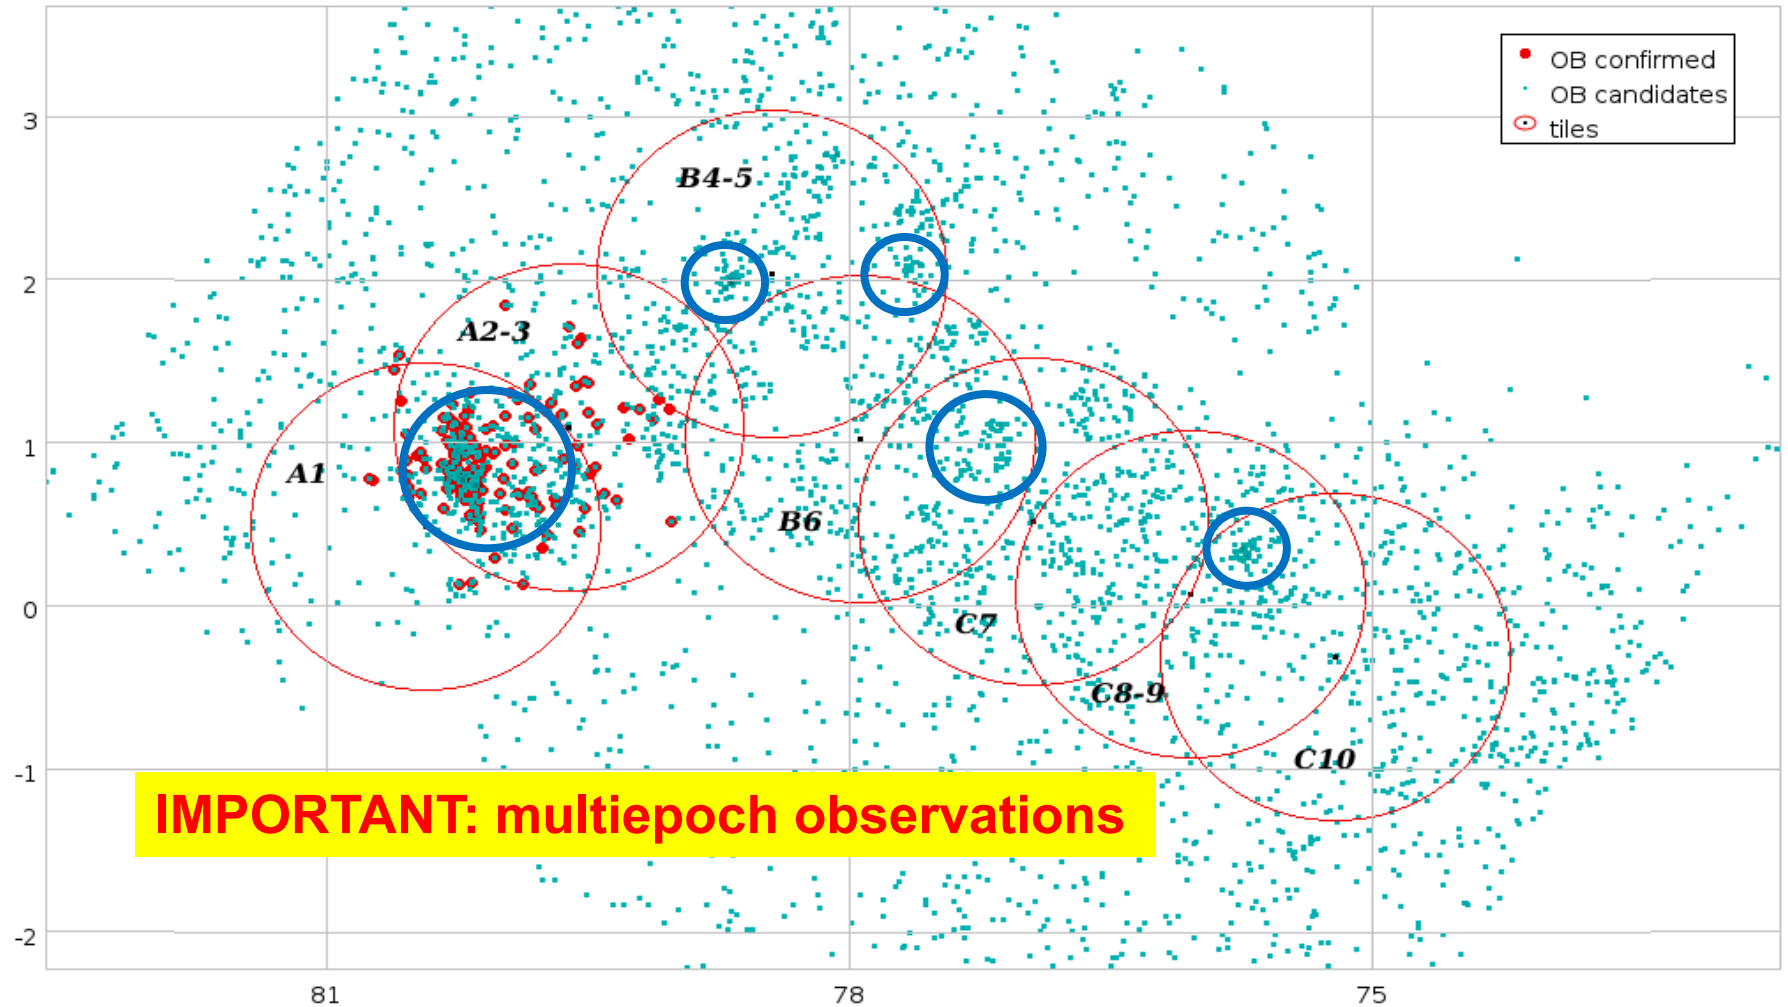 OB confirmed
OB candidates
tiles
3
B4-5
2
A2-3
1
A1
B6
0
C7
C8-9
C10
-1
IMPORTANT: multiepoch observations
-2
81
78
75